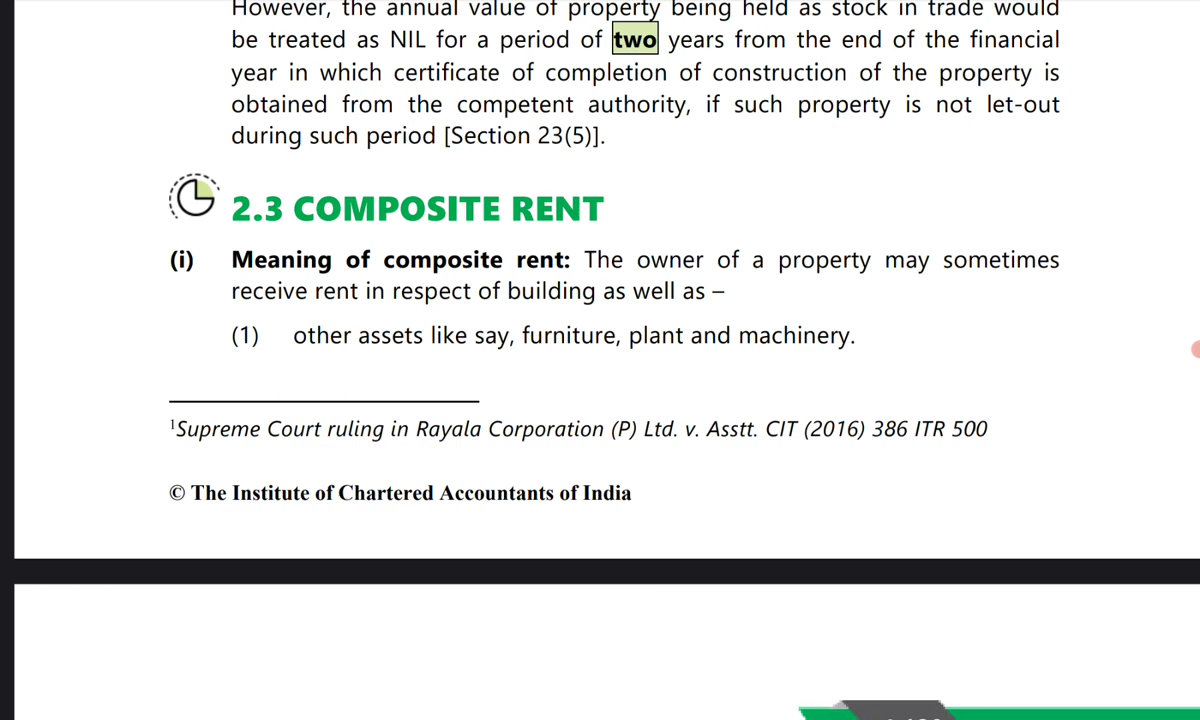 However, the annual value of property being held as stock in trade would
be treated as NIL for a period of two years from the end of the financial
year in which certificate of completion of construction of the property is
obtained from the competent authority, if such property is not let-out
during such period [Section 23(5)].
2.3 COMPOSITE RENT
(i) Meaning of composite rent: The owner of a property may sometimes
receive rent in respect of building as well as –
(1) other assets like say, furniture, plant and machinery.
¹Supreme Court ruling in Rayala Corporation (P) Ltd. v. Asstt. CIT (2016) 386 ITR 500
© The Institute of Chartered Accountants of India